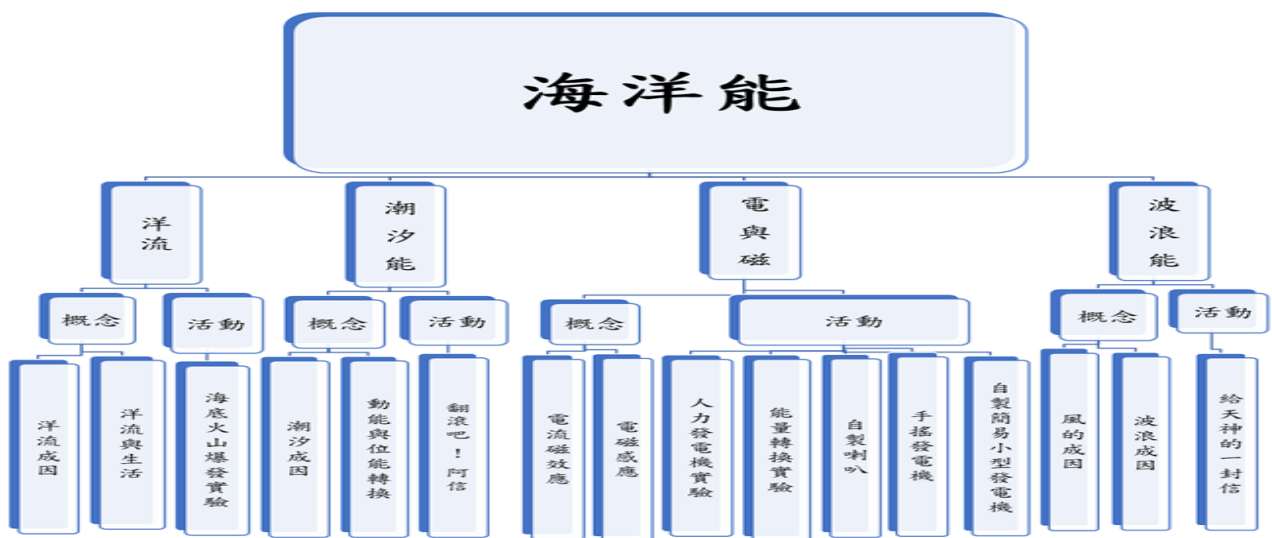 海洋能
洋流
潮汐能
電與磁
波浪能
概念
活動
概念
活動
概念
活動
概念
活動
洋流成因
洋流與生活
海底火山爆發實驗
潮汐成因
動能與位能轉換
翻滾吧！阿信
電流磁效應
電磁感應
人力發電機實驗
能量轉換實驗
自製喇叭
手搖發電機
自製簡易小型發電機
風的成因
波浪成因
給天神的一封信